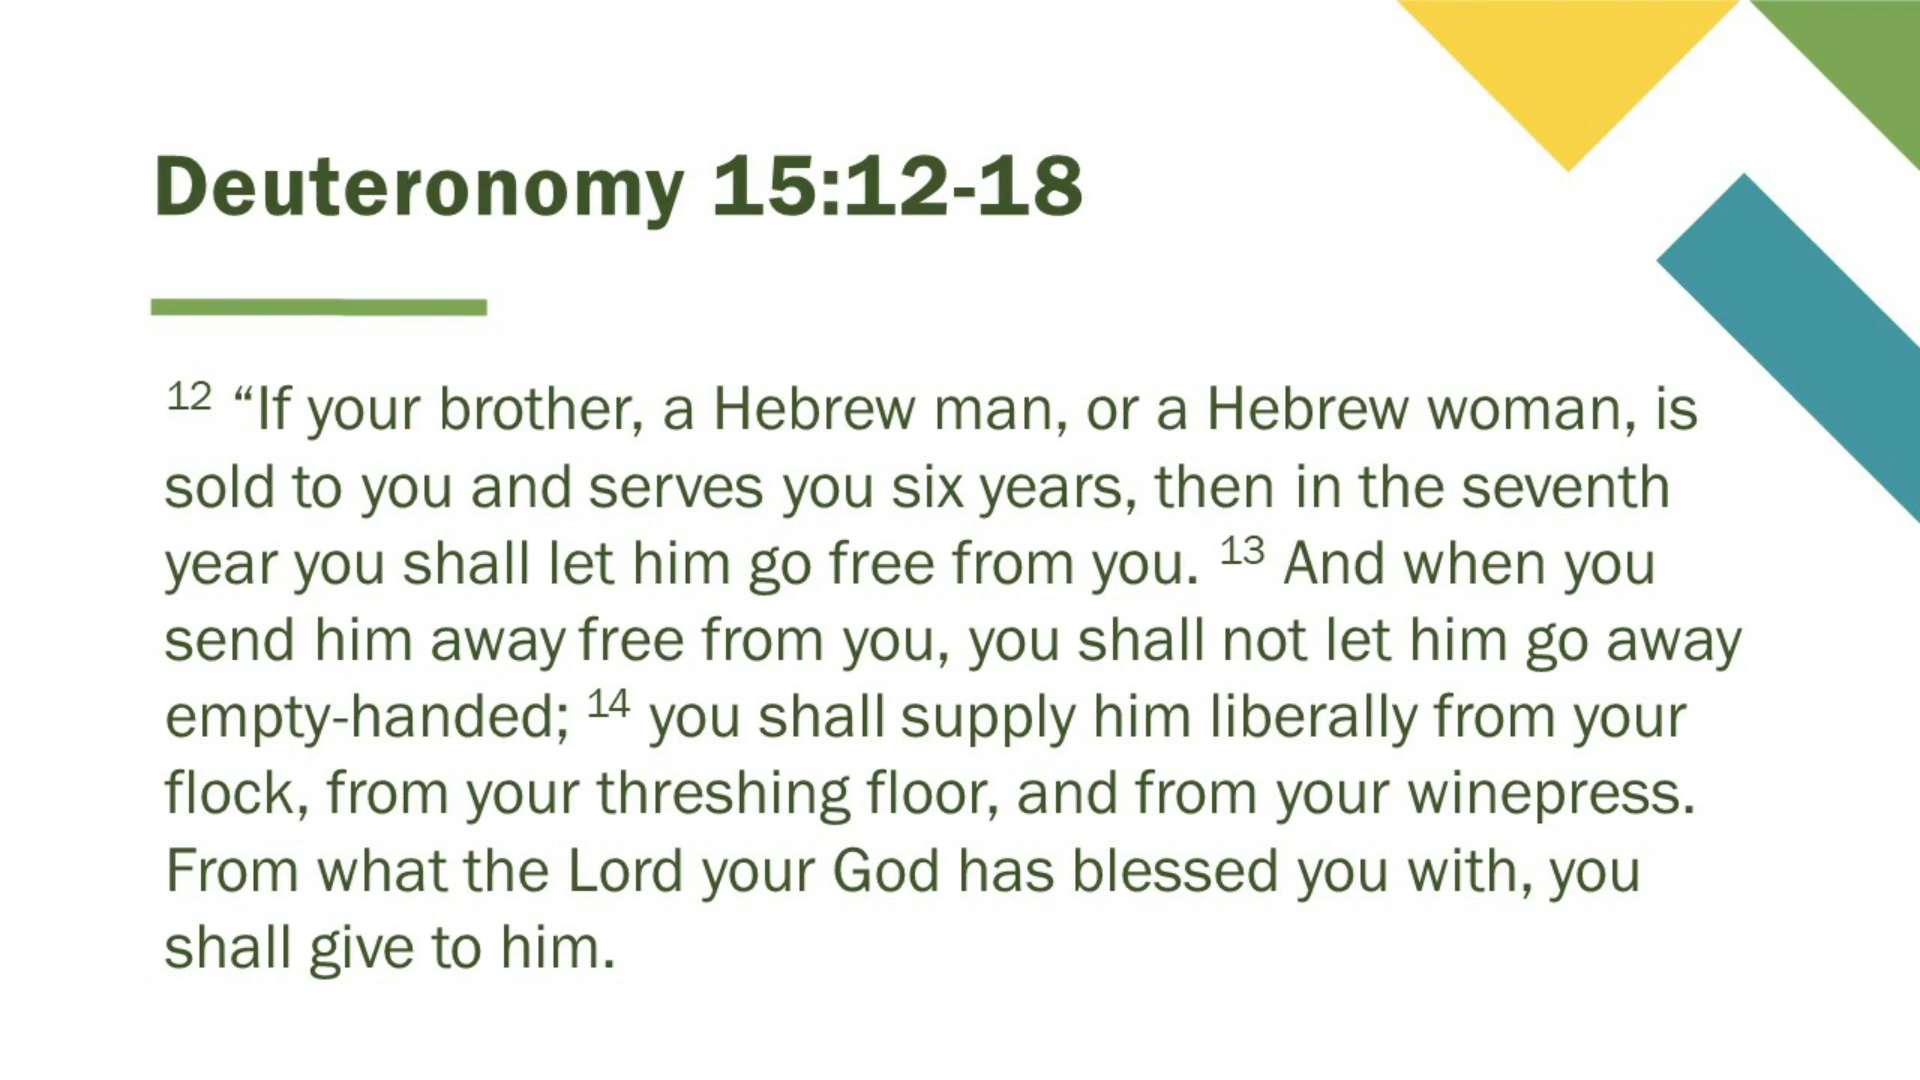 Deuteronomy 15:12-18
12 “If your brother, a Hebrew man, or a Hebrew woman, is
sold to you and serves you six years, then in the seventh
year you shall let him go free from you. 13 And when you
send him away free from you, you shall not let him go away
empty-handed; 14 you shall supply him liberally from your
flock, from your threshing floor, and from your winepress.
From what the Lord your God has blessed you with, you
shall give to him.